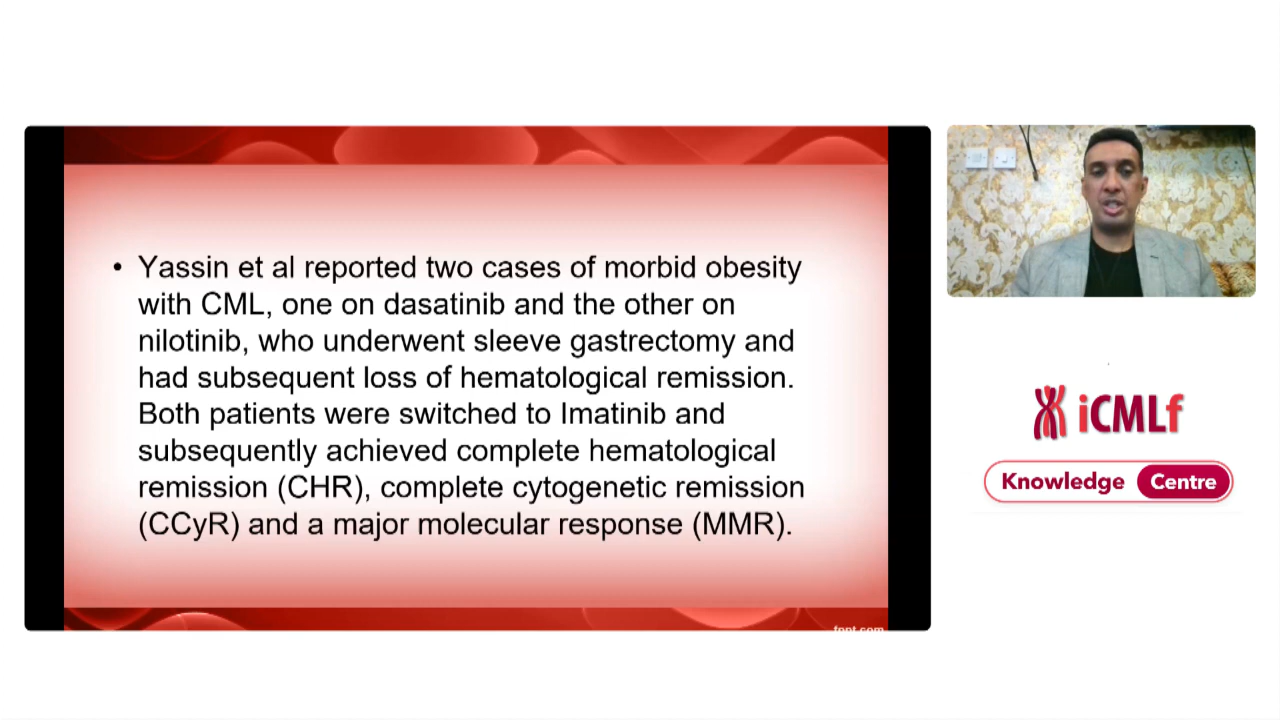 • Yassin et al reported two cases of morbid obesity
with CML, one on dasatinib and the other on
nilotinib, who underwent sleeve gastrectomy and
had subsequent loss of hematological remission.
Both patients were switched to Imatinib and
subsequently achieved complete hematological
remission (CHR), complete cytogenetic remission
(CCyR) and a major molecular response (MMR).
fppt.com
iCMLf
Knowledge Centre